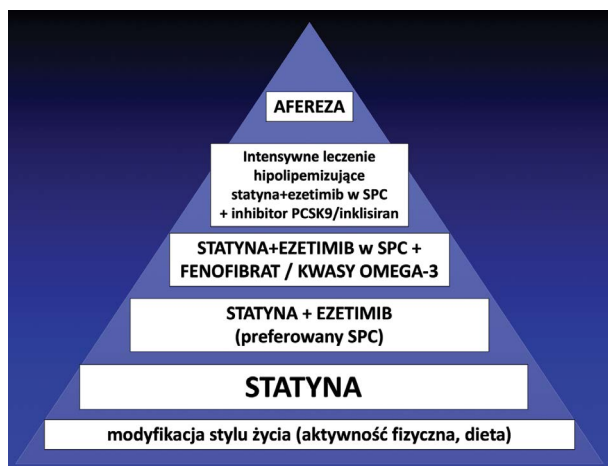 AFEREZA
Intensywne leczenie
hipolipemizujące
statyna+ezetimib w SPC
+ inhibitor PCSK9/inklisiran
STATYNA+EZETIMIB w SPC +
FENOFIBRAT / KWASY OMEGA-3
STATYNA + EZETIMIB
(preferowany SPC)
STATYNA
modyfikacja stylu życia (aktywność fizyczna, dieta)